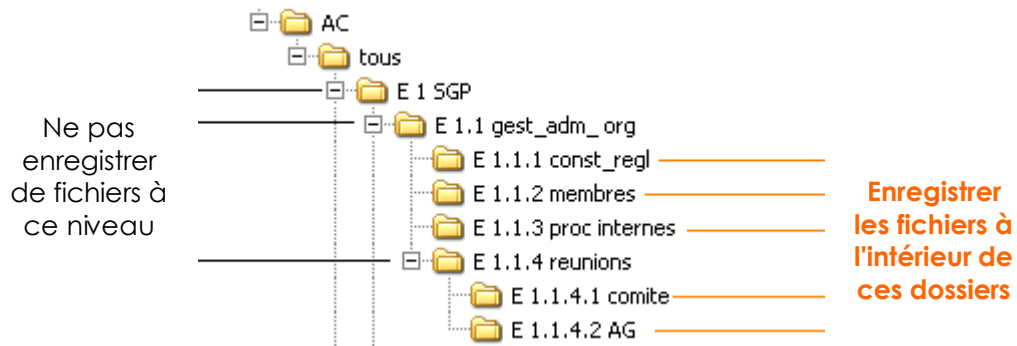 AC
tous
E 1 SGP
E 1.1 gest_adm_ org
E 1.1.1 const_regl
E 1.1.2 membres
E 1.1.3 proc internes
E 1.1.4 reunions
E 1.1.4.1 comite
E 1.1.4.2 AG
Ne pas
enregistrer
de fichiers à
ce niveau
Enregistrer
les fichiers à
l'intérieur de
ces dossiers